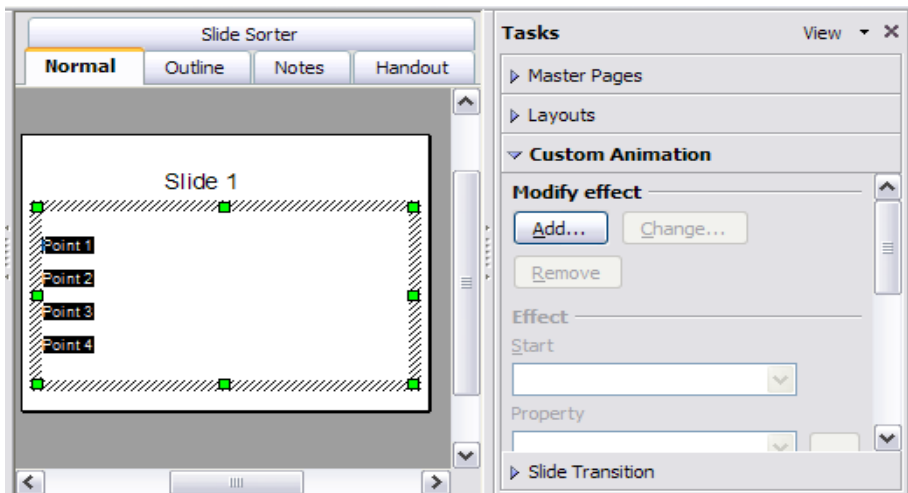 Slide Sorter
Normal Outline Notes Handout
Slide 1
Point 1
Point 2
Point 3
Point 4
Tasks View
Master Pages
Layouts
Custom Animation
Modify effect
Add... Change...
Remove
Effect
Start
Property
Slide Transition